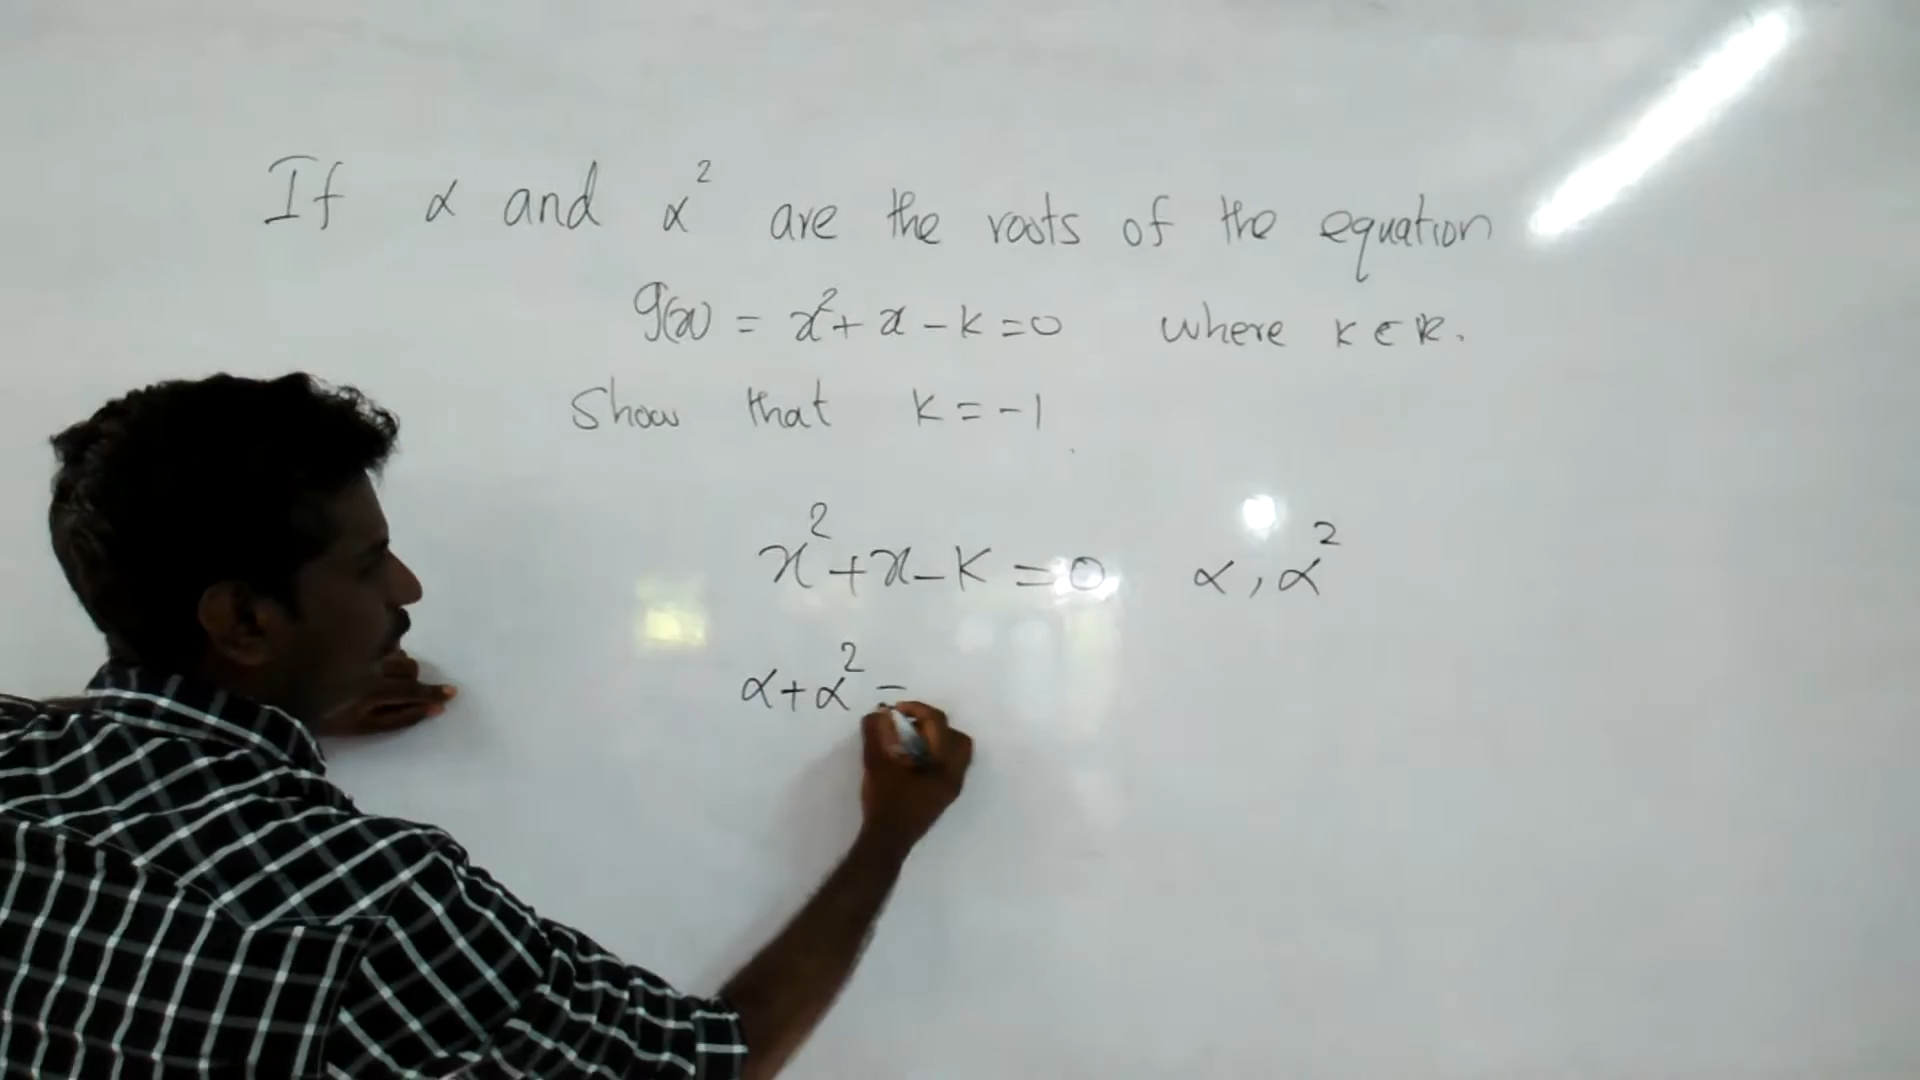 If α and α² are the roots of the equation
g(x) = x² + x - k = 0 where k ∈ R.
Show that k = -1
x² + x - k = 0 α, α²
α + α² =